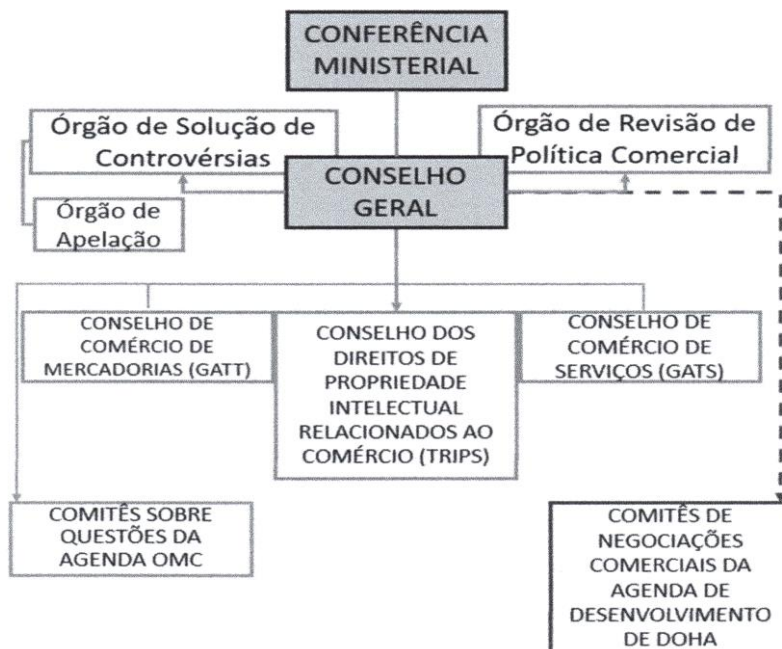 CONFERÊNCIA
MINISTERIAL
Órgão de Solução de
Controvérsias
Órgão de Revisão de
Política Comercial
CONSELHO
GERAL
Órgão de
Apelação
CONSELHO DE
COMÉRCIO DE
MERCADORIAS (GATT)
CONSELHO DOS
DIREITOS DE
PROPRIEDADE
INTELECTUAL
RELACIONADOS AO
COMÉRCIO (TRIPS)
CONSELHO DE
COMÉRCIO DE
SERVIÇOS (GATS)
COMITÊS SOBRE
QUESTÕES DA
AGENDA OMC
COMITÊS DE
NEGOCIAÇÕES
COMERCIAIS DA
AGENDA DE
DESENVOLVIMENTO
DE DOHA